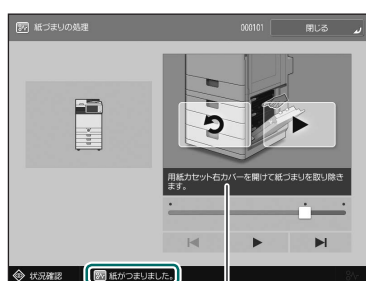 紙づまりの処理
000101
閉じる
用紙カセット右カバーを開けて紙づまりを取り除き
ます。
状況確認
紙がつまりました。